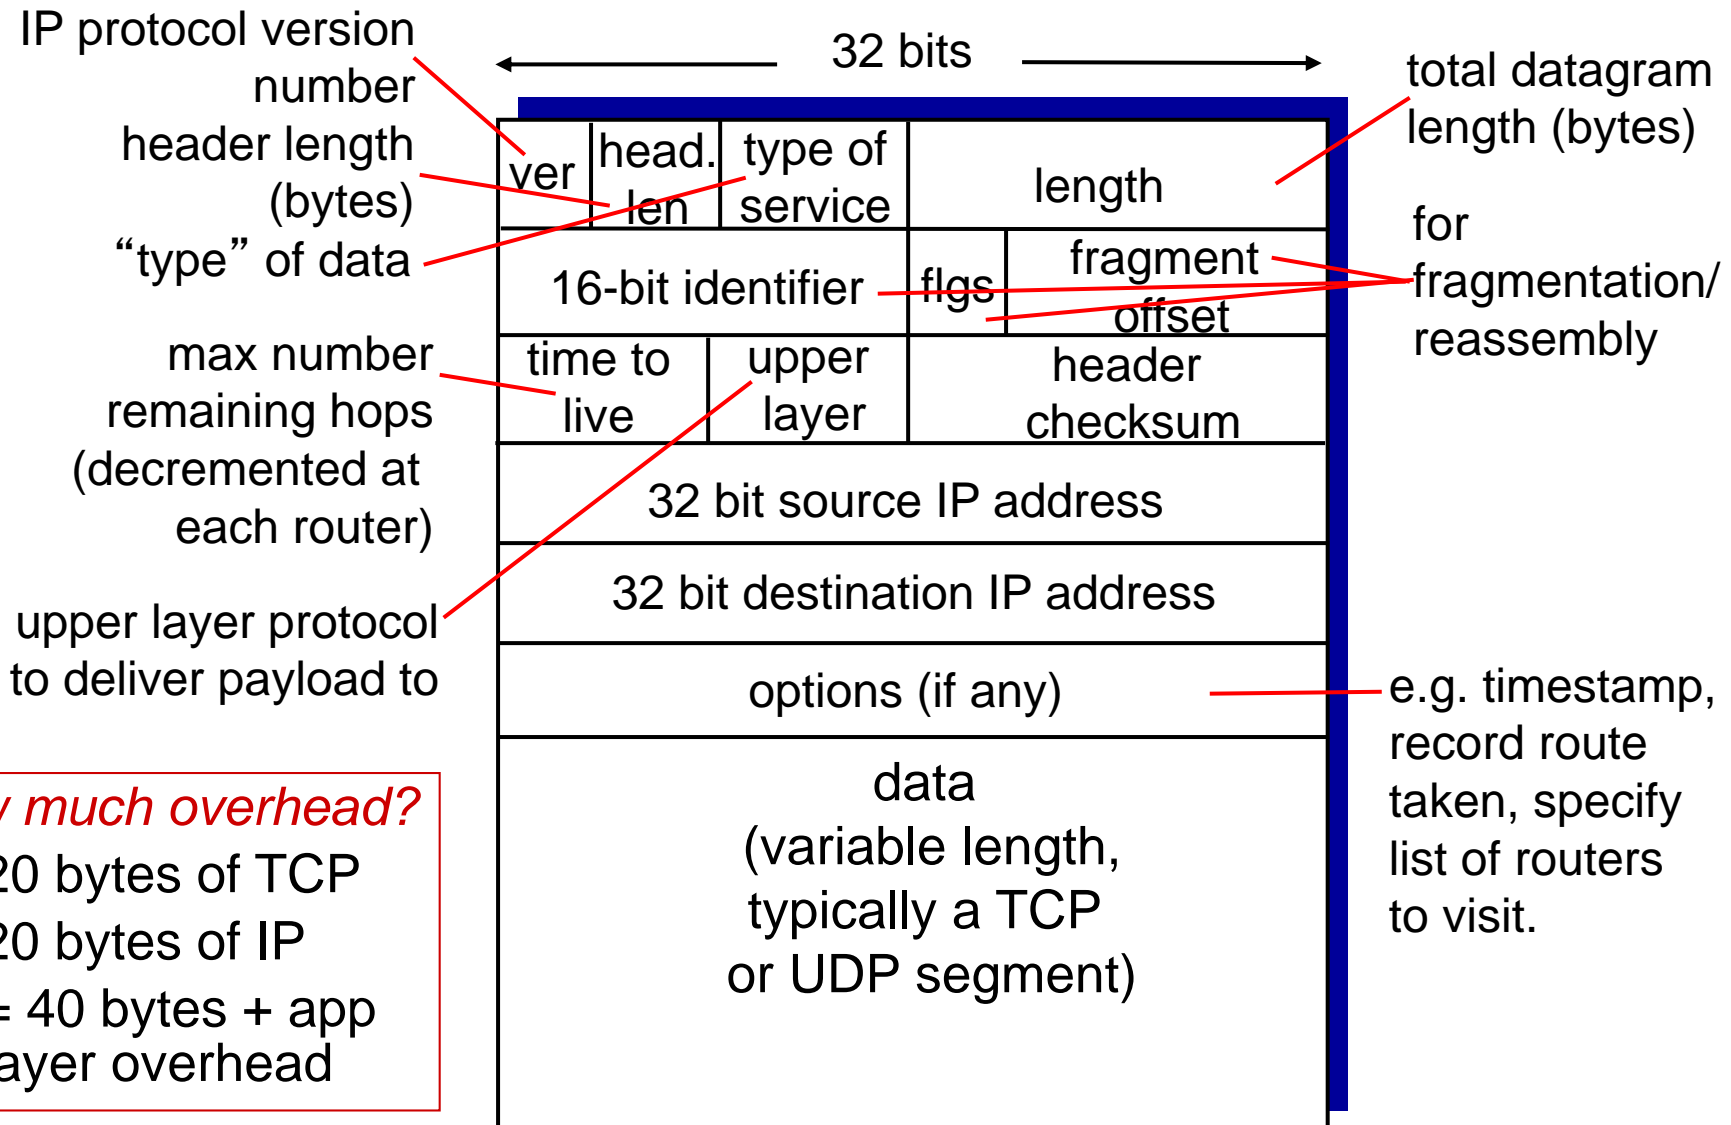 IP protocol version
number
header length
(bytes)
“type” of data
max number
remaining hops
(decremented at
each router)
upper layer protocol
to deliver payload to
much overhead?
20 bytes of TCP
20 bytes of IP
= 40 bytes + app
layer overhead
32 bits
ver
head.
len
type of
service
length
16-bit identifier
flgs
fragment
offset
time to
live
upper
layer
header
checksum
32 bit source IP address
32 bit destination IP address
options (if any)
data
(variable length,
typically a TCP
or UDP segment)
total datagram
length (bytes)
for
fragmentation/
reassembly
e.g. timestamp,
record route
taken, specify
list of routers
to visit.